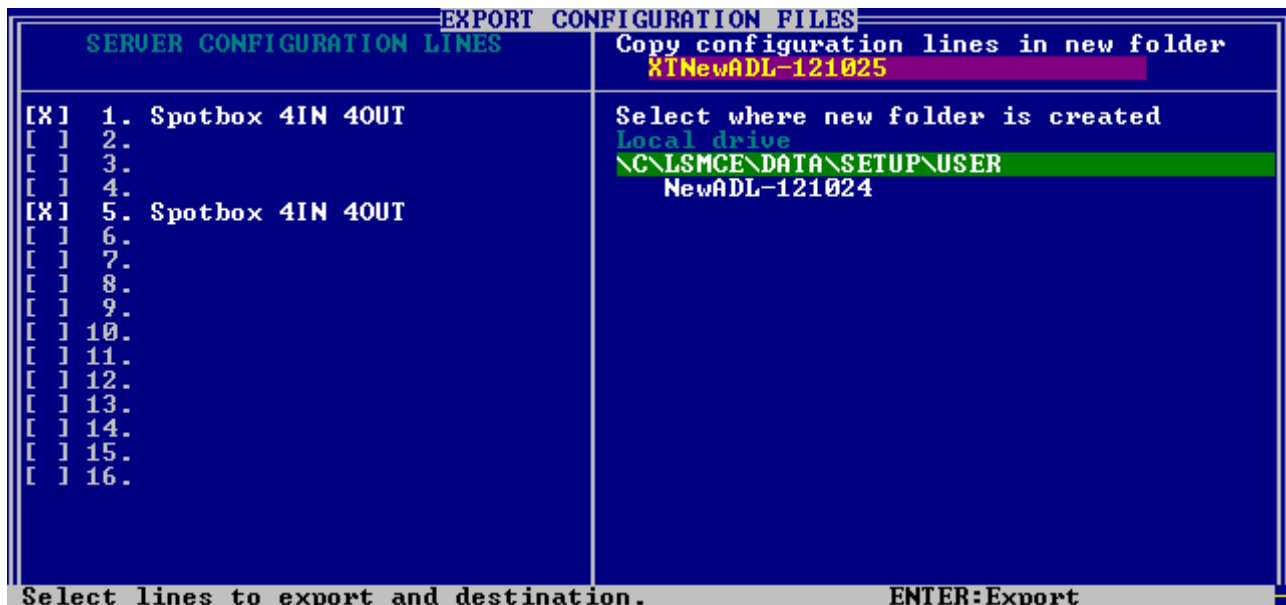 EXPORT CONFIGURATION FILES
SERVER CONFIGURATION LINES
[X] 1. Spotbox 4IN 4OUT
[ ] 2.
[ ] 3.
[ ] 4.
[X] 5. Spotbox 4IN 4OUT
[ ] 6.
[ ] 7.
[ ] 8.
[ ] 9.
[ ] 10.
[ ] 11.
[ ] 12.
[ ] 13.
[ ] 14.
[ ] 15.
[ ] 16.
Copy configuration lines in new folder
XTNewADL-121025
Select where new folder is created
Local drive
\C\LSMCE\DATA\SETUP\USER
NewADL-121024
Select lines to export and destination. ENTER:Export